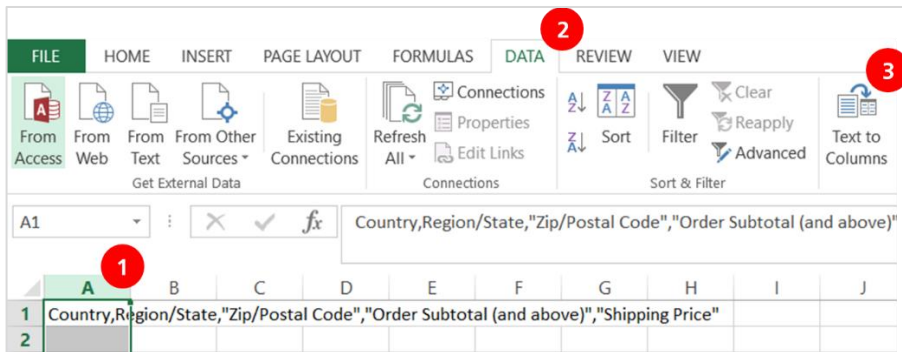 2
FILE HOME INSERT PAGE LAYOUT FORMULAS DATA REVIEW VIEW
3
From Access
From Web
From Text
From Other Sources
Existing Connections
Refresh All
Connections
Properties
Edit Links
A Z
Z A
Z A A Z
Sort
Filter
Clear
Reapply
Advanced
Text to Columns
Get External Data Connections Sort & Filter
A1 fx Country,Region/State,"Zip/Postal Code","Order Subtotal (and above)"
1
A B C D E F G H I J
1 Country,Region/State,"Zip/Postal Code","Order Subtotal (and above)","Shipping Price"
2